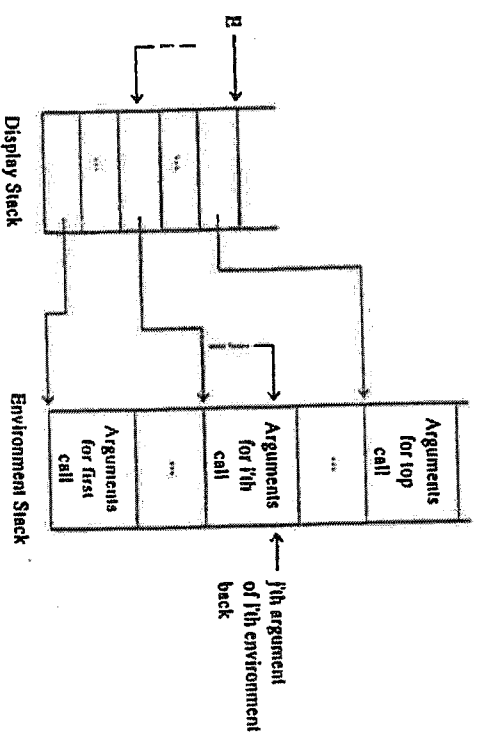 Arguments
for top
call
...
...
Arguments
for i'th
call
j'th argument
of i'th environment
back
...
...
Arguments
for first
call
Display Stack
Environment Stack